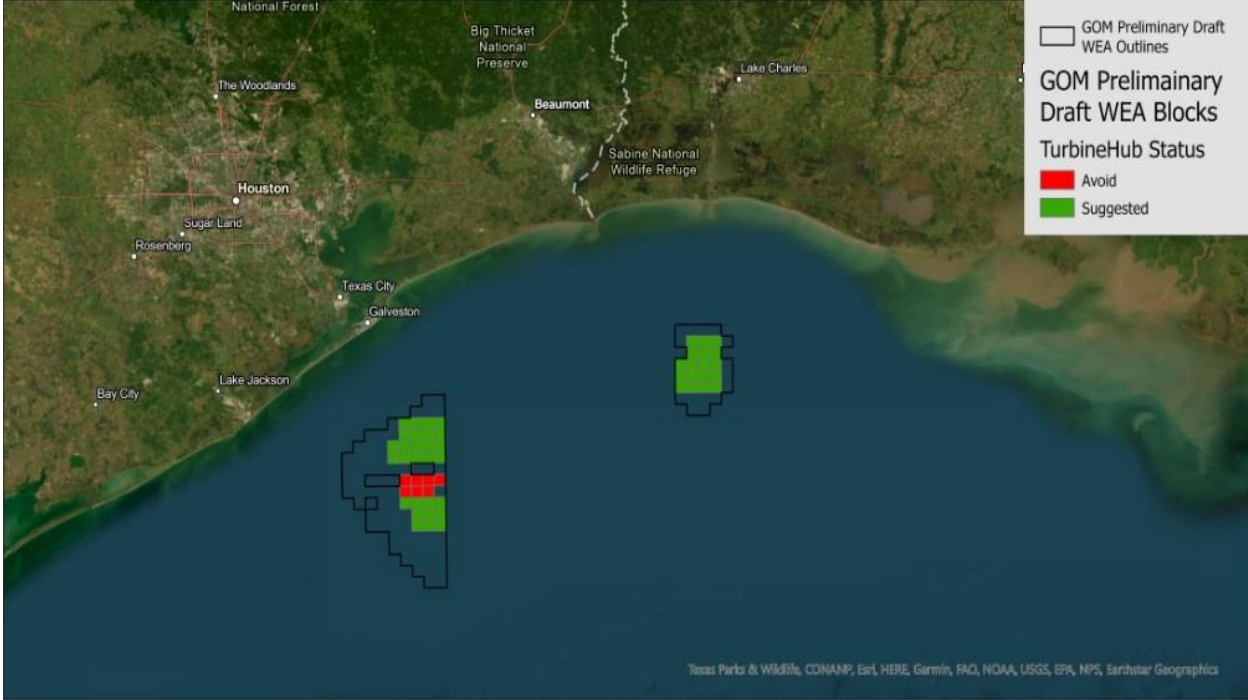 National Forest
Big Thicket
National
Preserve
The Woodlands
Lake Charles
Beaumont
Sabine National
Wildlife Refuge
Houston
Sugar Land
Rosenberg
Texas City
Galveston
Lake Jackson
Bay City
GOM Preliminary Draft
WEA Outlines
GOM Prelimainary
Draft WEA Blocks
TurbineHub Status
Avoid
Suggested
Texas Parks & Wildlife, CONANP, Esri, HERE, Garmin, FAO, NOAA, USGS, EPA, NPS, Earthstar Geographics